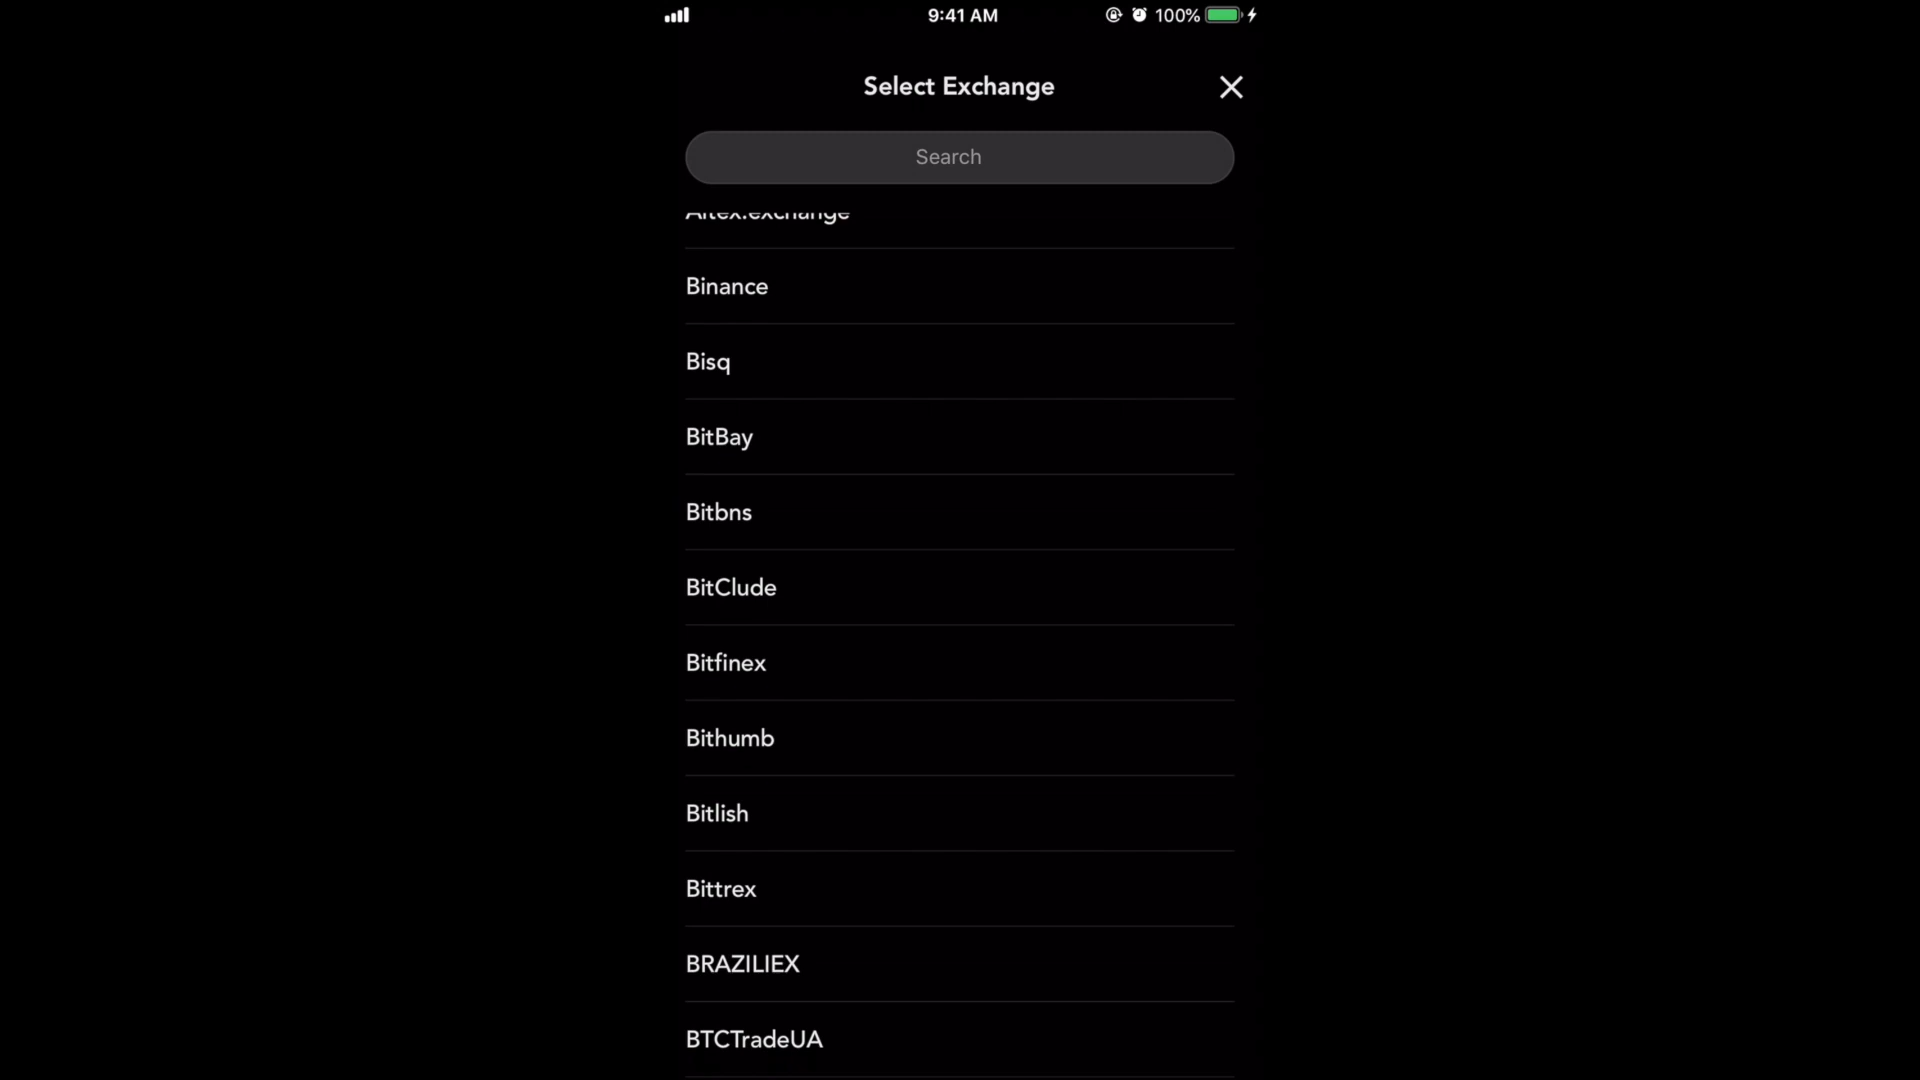 9:41 AM
100%
Select Exchange
Search
Binance
Bisq
BitBay
Bitbns
BitClude
Bitfinex
Bithumb
Bitlish
Bittrex
BRAZILIEX
BTCTradeUA